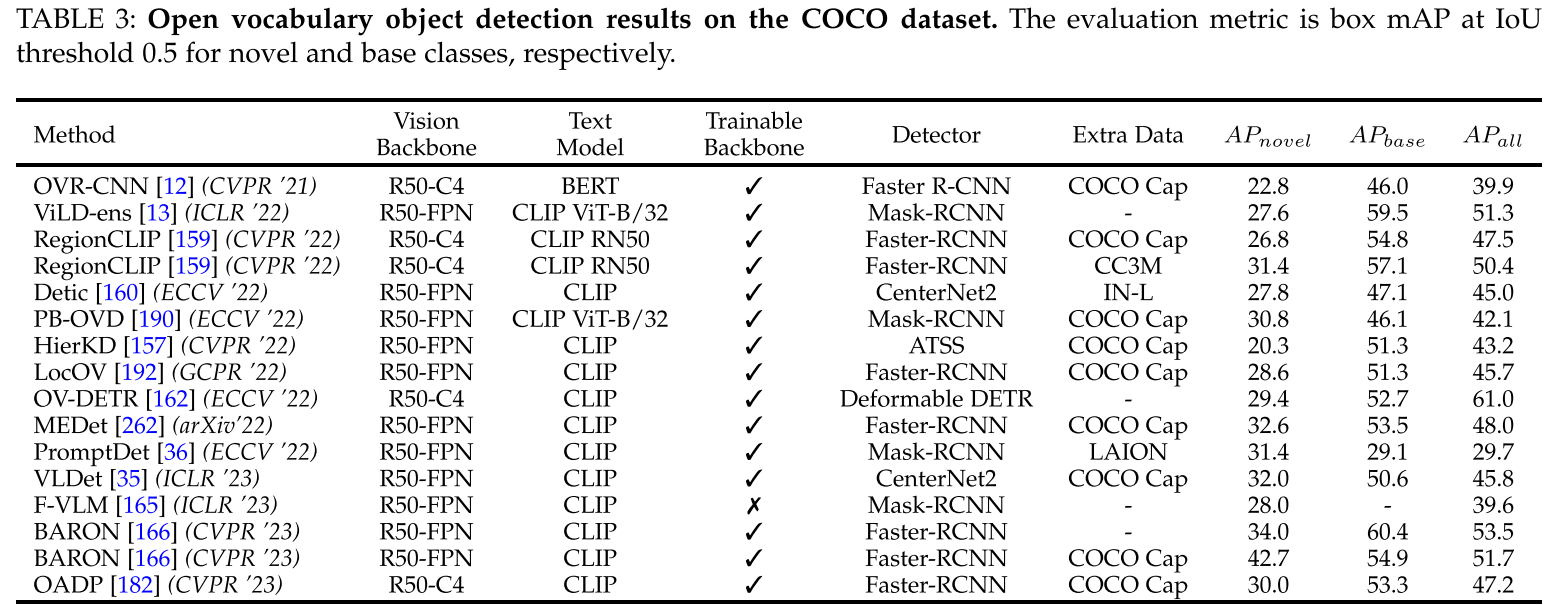 TABLE 3: Open vocabulary object detection results on the COCO dataset. The evaluation metric is box mAP at IoU
threshold 0.5 for novel and base classes, respectively.
Method Vision Backbone Text Model Trainable Backbone Detector Extra Data AP_novel AP_base AP_all
OVR-CNN [12] (CVPR '21) R50-C4 BERT ✓ Faster R-CNN COCO Cap 22.8 46.0 39.9
ViLD-ens [13] (ICLR '22) R50-FPN CLIP ViT-B/32 ✓ Mask-RCNN - 27.6 59.5 51.3
RegionCLIP [159] (CVPR '22) R50-C4 CLIP RN50 ✓ Faster-RCNN COCO Cap 26.8 54.8 47.5
RegionCLIP [159] (CVPR '22) R50-C4 CLIP RN50 ✓ Faster-RCNN CC3M 31.4 57.1 50.4
Detic [160] (ECCV '22) R50-FPN CLIP ✓ CenterNet2 IN-L 27.8 47.1 45.0
PB-OVD [190] (ECCV '22) R50-FPN CLIP ViT-B/32 ✓ Mask-RCNN COCO Cap 30.8 46.1 42.1
HierKD [157] (CVPR '22) R50-FPN CLIP ✓ ATSS COCO Cap 20.3 51.3 43.2
LocOV [192] (GCPR '22) R50-FPN CLIP ✓ Faster-RCNN COCO Cap 28.6 51.3 45.7
OV-DETR [162] (ECCV '22) R50-C4 CLIP ✓ Deformable DETR - 29.4 52.7 61.0
MEDet [262] (arXiv'22) R50-FPN CLIP ✓ Faster-RCNN COCO Cap 32.6 53.5 48.0
PromptDet [36] (ECCV '22) R50-FPN CLIP ✓ Mask-RCNN LAION 31.4 29.1 29.7
VLDet [35] (ICLR '23) R50-FPN CLIP ✓ CenterNet2 COCO Cap 32.0 50.6 45.8
F-VLM [165] (ICLR '23) R50-FPN CLIP ✗ Mask-RCNN - 28.0 - 39.6
BARON [166] (CVPR '23) R50-FPN CLIP ✓ Faster-RCNN - 34.0 60.4 53.5
BARON [166] (CVPR '23) R50-FPN CLIP ✓ Faster-RCNN COCO Cap 42.7 54.9 51.7
OADP [182] (CVPR '23) R50-C4 CLIP ✓ Faster-RCNN COCO Cap 30.0 53.3 47.2